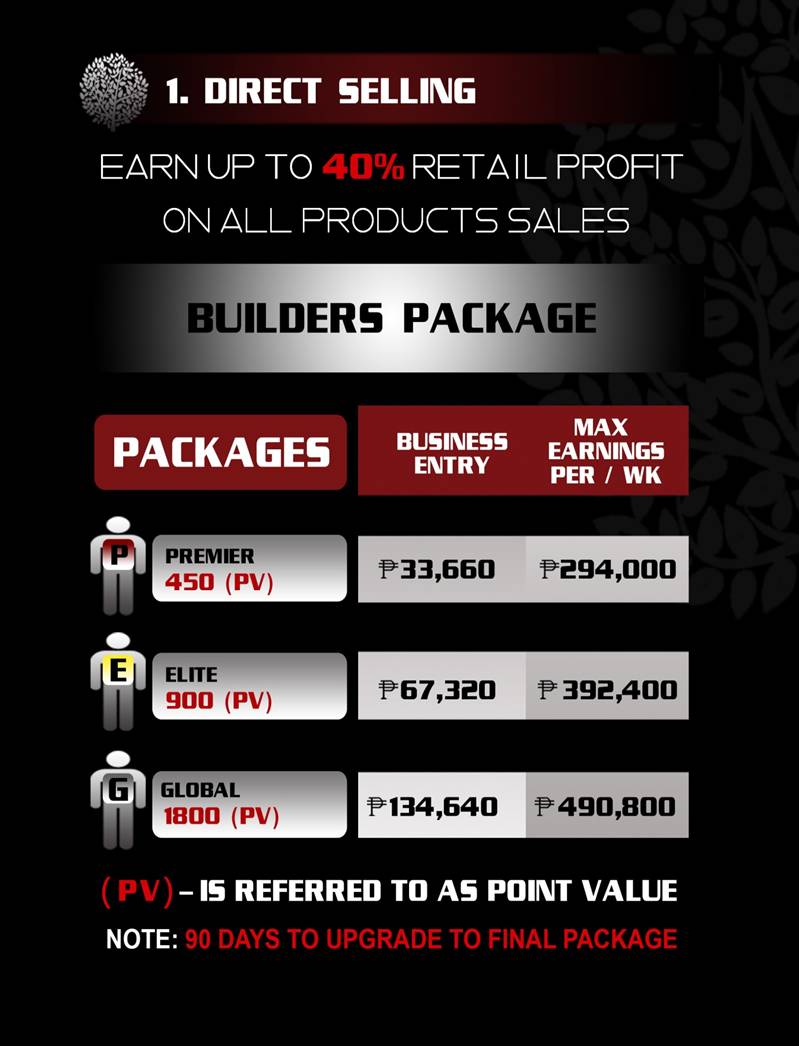 1. DIRECT SELLING
EARN UP TO 40% RETAIL PROFIT
ON ALL PRODUCTS SALES
BUILDERS PACKAGE
PACKAGES
BUSINESS
ENTRY
MAX
EARNINGS
PER / WK
P
PREMIER
450 (PV)
₱33,660
₱294,000
E
ELITE
900 (PV)
₱67,320
₱392,400
G
GLOBAL
1800 (PV)
₱134,640
₱490,800
(PV) – IS REFERRED TO AS POINT VALUE
NOTE: 90 DAYS TO UPGRADE TO FINAL PACKAGE